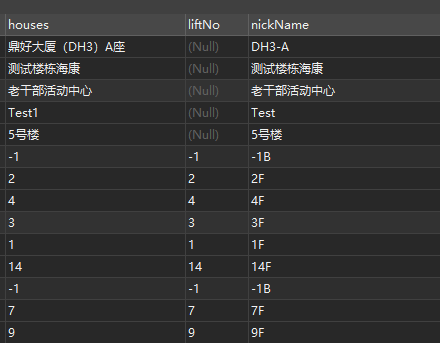 houses liftNo nickName
鼎好大厦（DH3）A座 (Null) DH3-A
测试楼栋海康 (Null) 测试楼栋海康
老干部活动中心 (Null) 老干部活动中心
Test1 (Null) Test
5号楼 (Null) 5号楼
-1 -1 -1B
2 2 2F
4 4 4F
3 3 3F
1 1 1F
14 14 14F
-1 -1 -1B
7 7 7F
9 9 9F